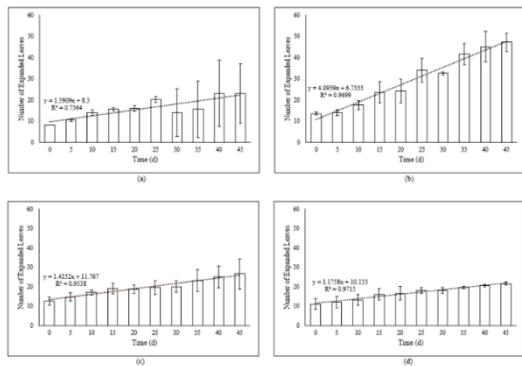 60
50
40
30
20
10
0
Number of Expanded Leaves
y = 1.3909x + 8.5
R² = 0.7364
0 5 10 15 20 25 30 35 40 45
Time (d)
(a)
60
50
40
30
20
10
0
Number of Expanded Leaves
y = 4.0939x + 6.7333
R² = 0.9699
0 5 10 15 20 25 30 35 40 45
Time (d)
(b)
60
50
40
30
20
10
0
Number of Expanded Leaves
y = 1.4152x + 11.767
R² = 0.9538
0 5 10 15 20 25 30 35 40 45
Time (d)
(c)
60
50
40
30
20
10
0
Number of Expanded Leaves
y = 1.1758x + 10.133
R² = 0.9715
0 5 10 15 20 25 30 35 40 45
Time (d)
(d)